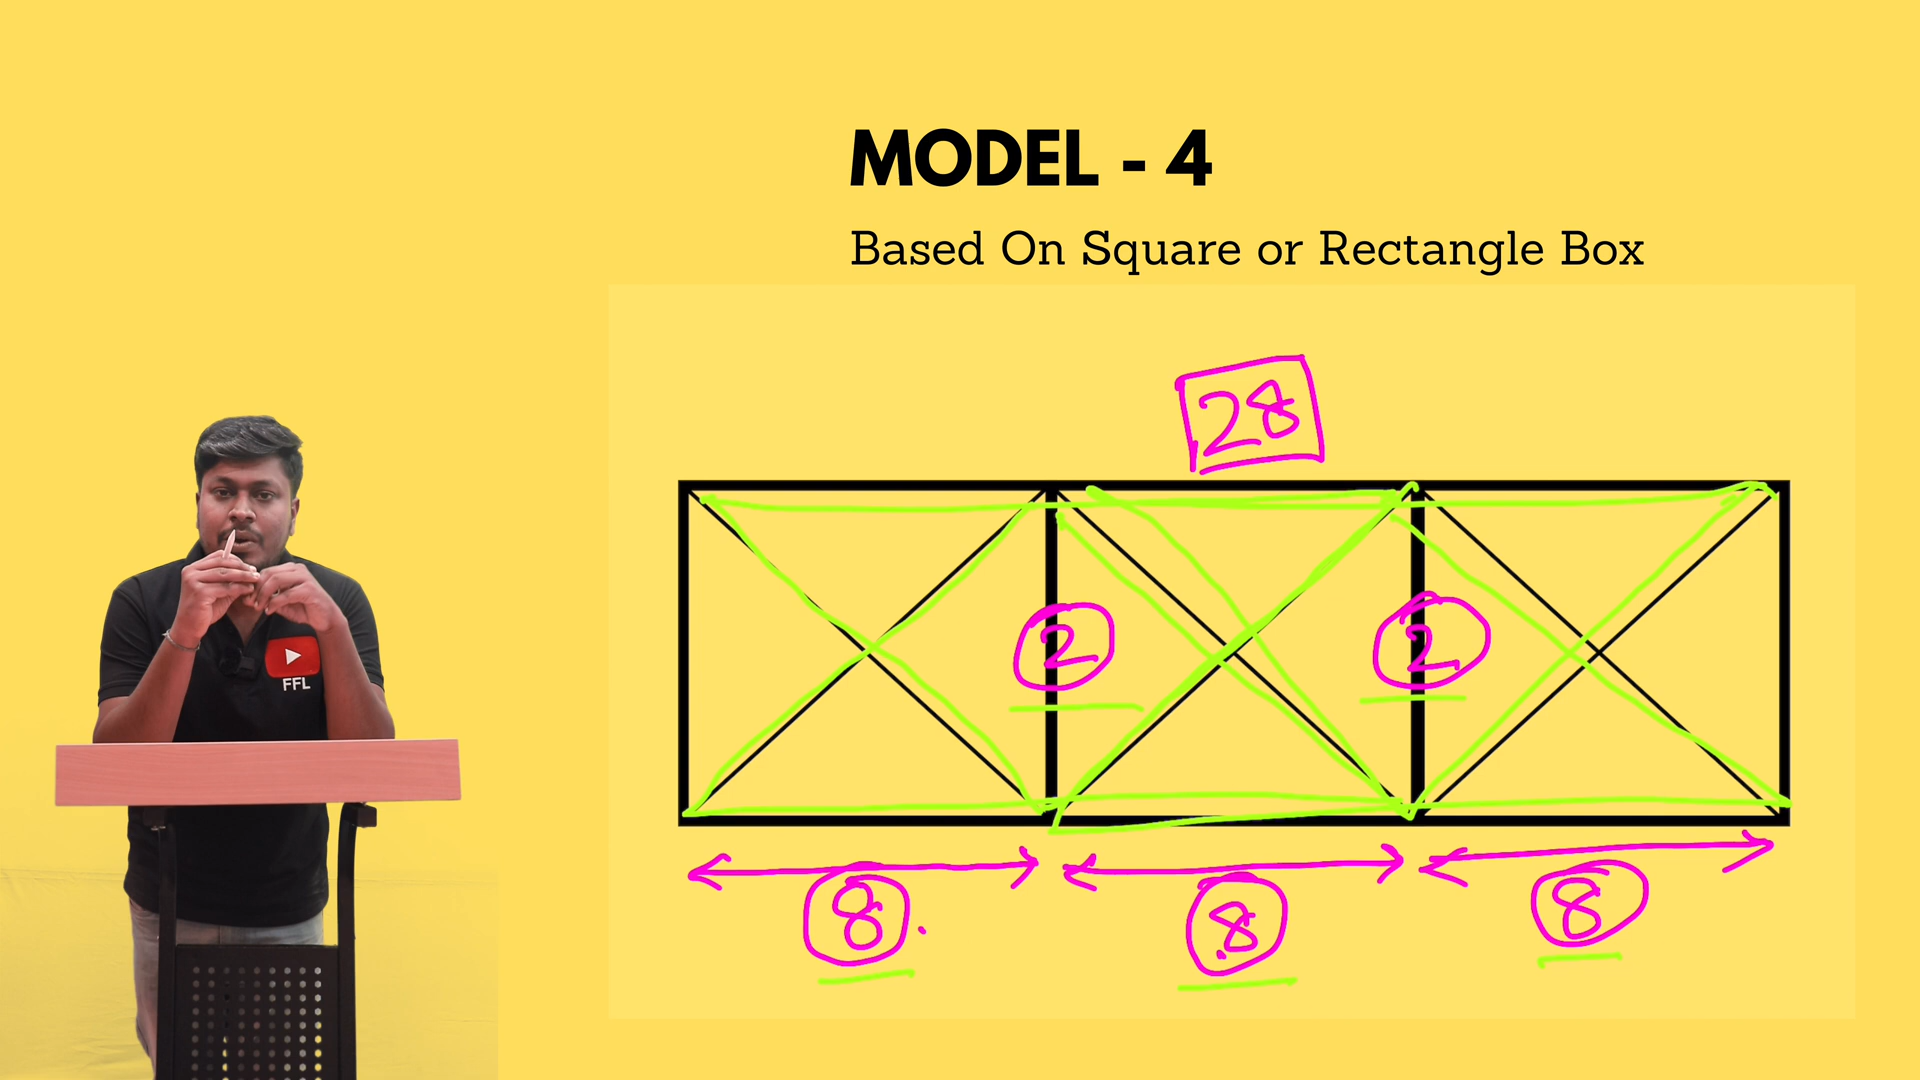 MODEL - 4
Based On Square or Rectangle Box
28
2 2
FFL
8. 8 8